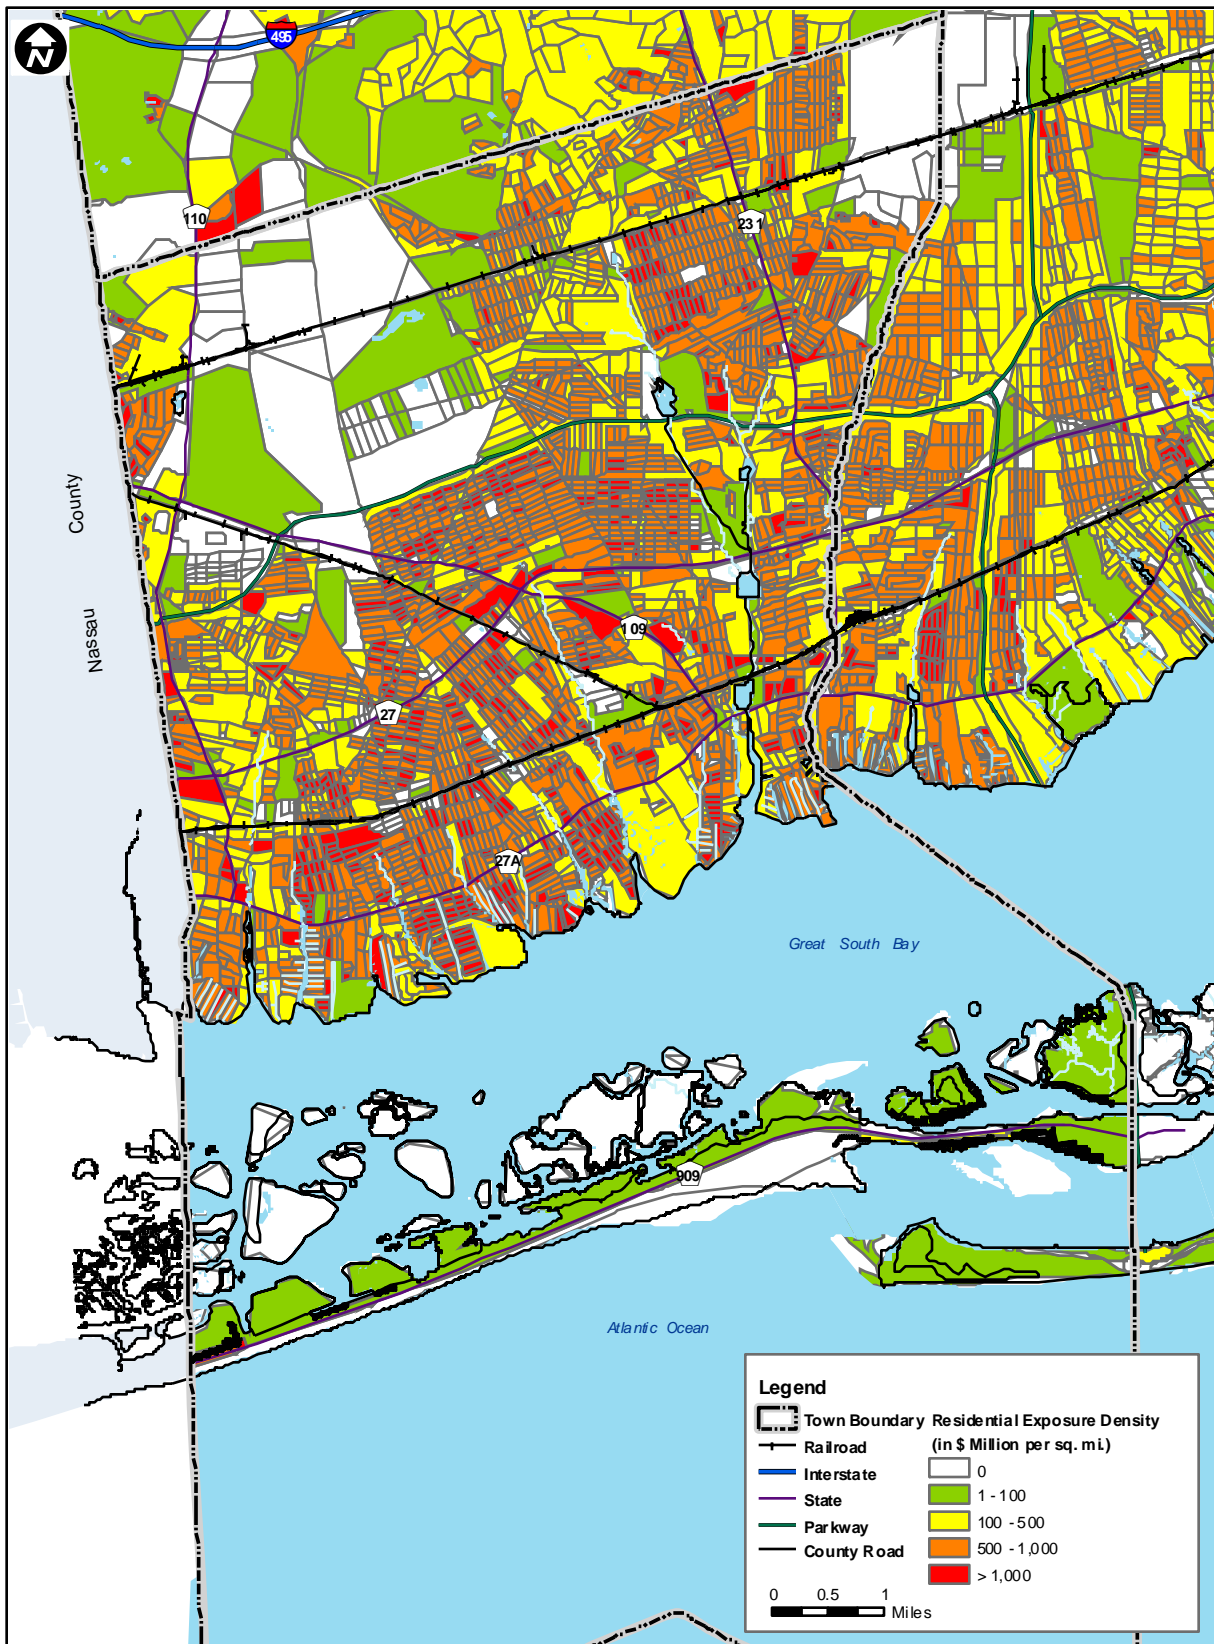 N
495
110
231
County
Nassau
109
27
27A
Great South Bay
909
Atlantic Ocean
Legend
Town Boundary
Railroad
Interstate
State
Parkway
County Road
Residential Exposure Density
(in $ Million per sq. mi.)
0
1 - 100
100 - 500
500 - 1,000
> 1,000
0 0.5 1
Miles